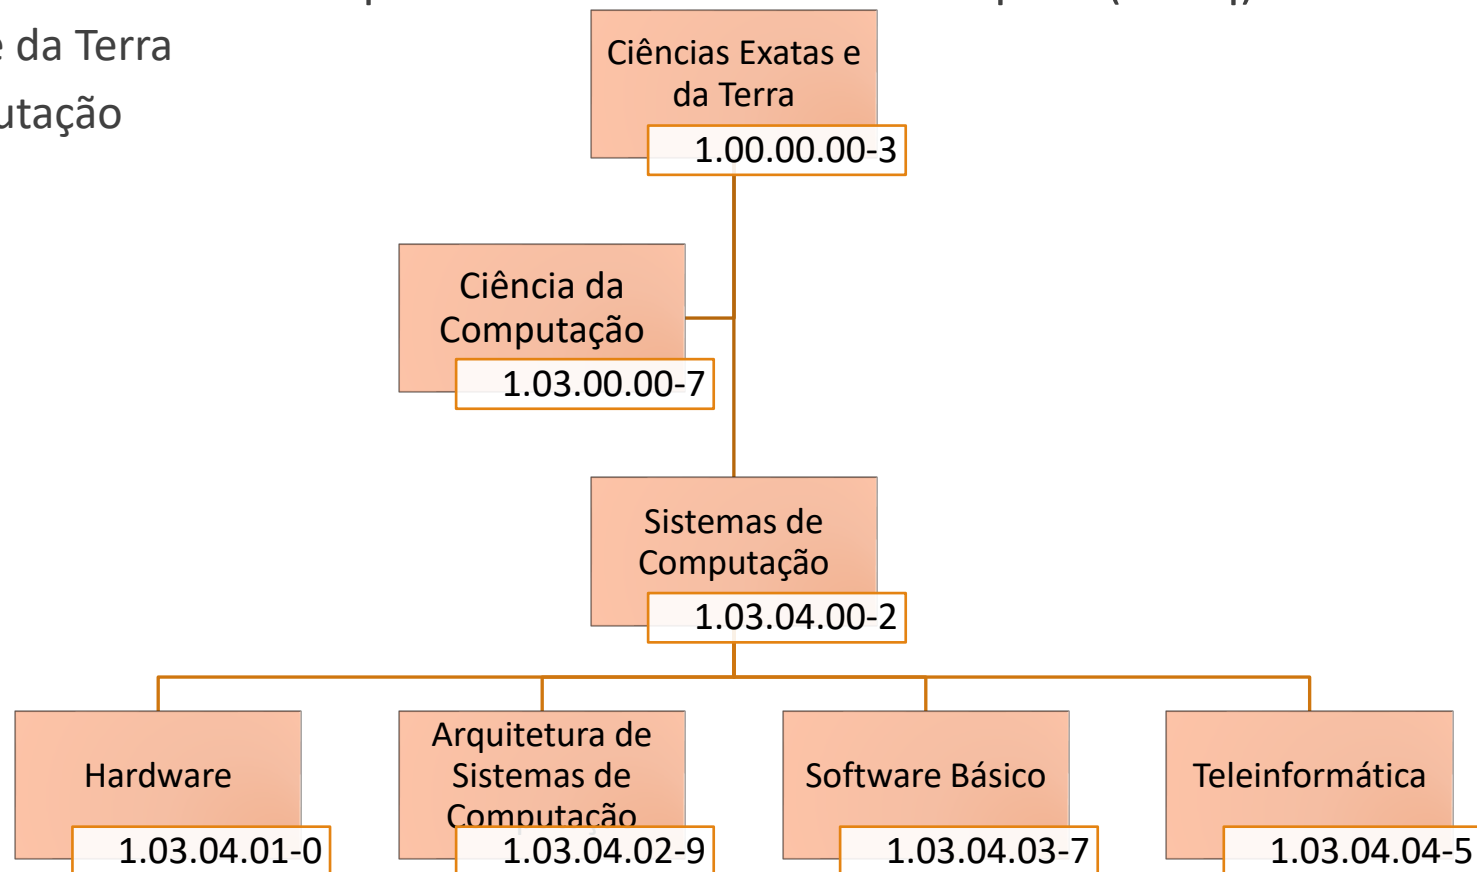 da Terra
Ciências Exatas e
da Terra
1.00.00.00-3
Ciência da
Computação
1.03.00.00-7
Sistemas de
Computação
1.03.04.00-2
Hardware
1.03.04.01-0
Arquitetura de
Sistemas de
Computação
1.03.04.02-9
Software Básico
1.03.04.03-7
Teleinformática
1.03.04.04-5